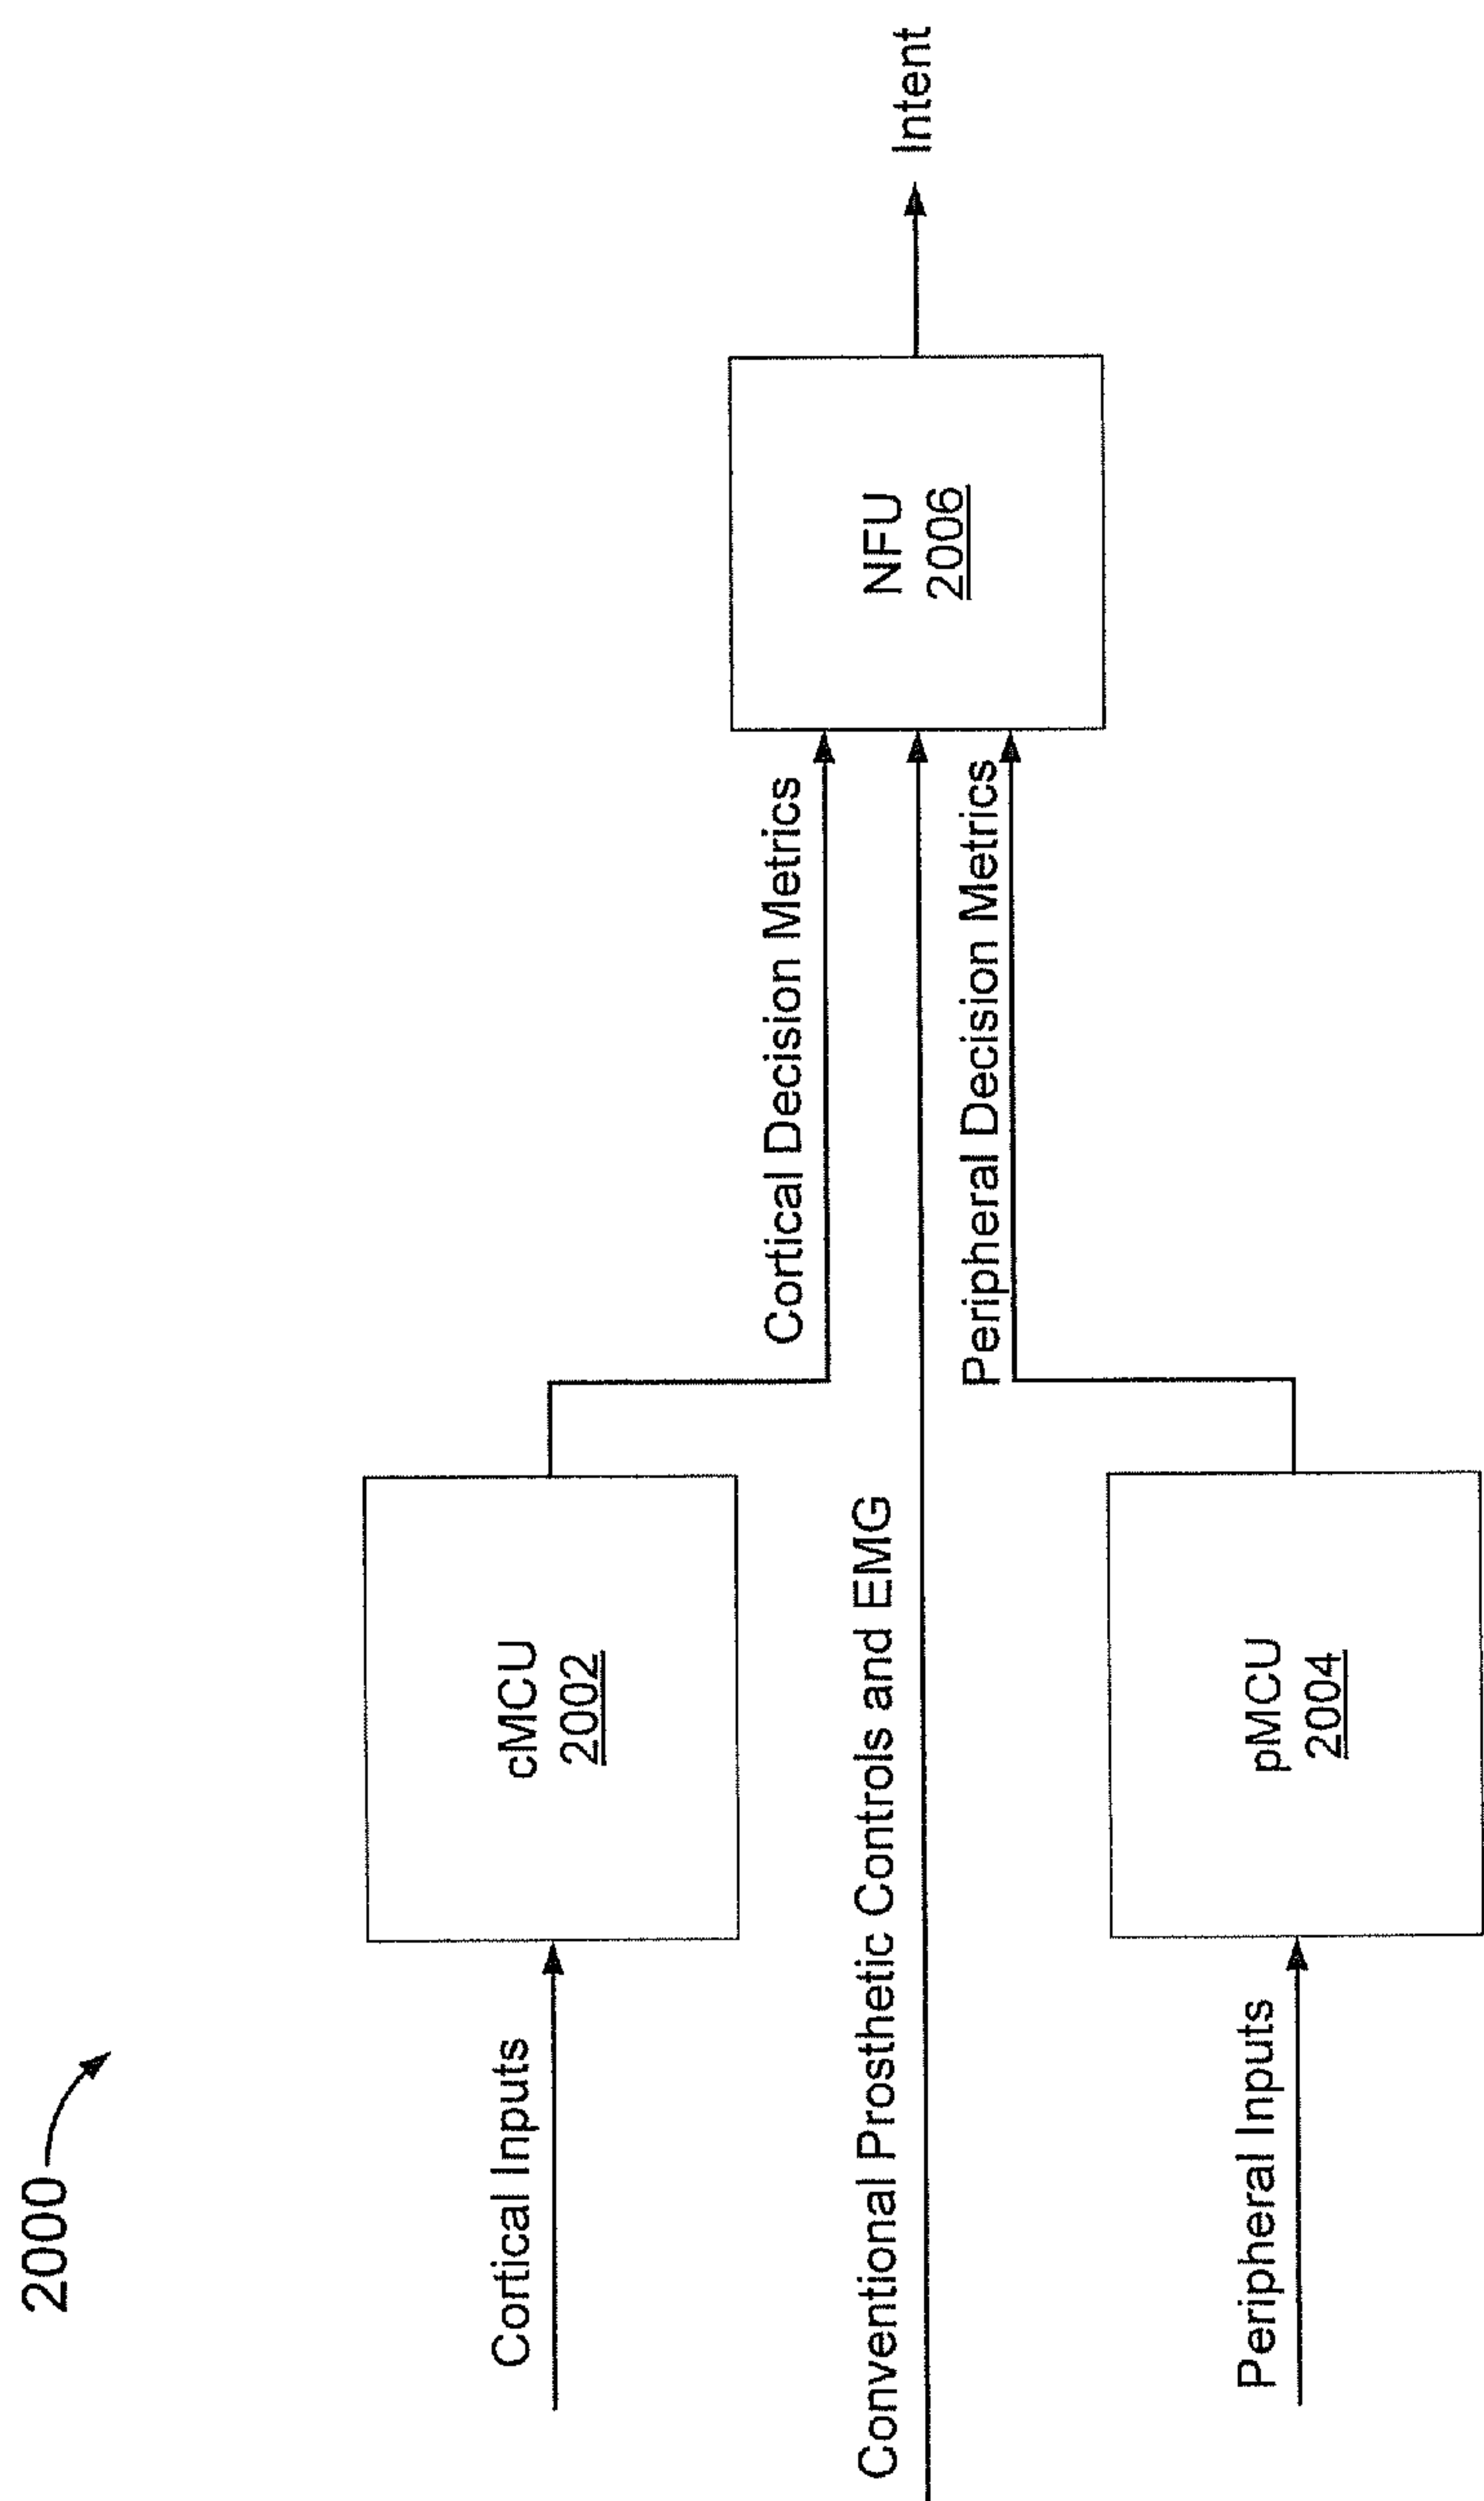 2000
Cortical Inputs
cMCU
2002
Cortical Decision Metrics
Conventional Prosthetic Controls and EMG
NFU
2006
Intent
Peripheral Decision Metrics
Peripheral Inputs
pMCU
2004